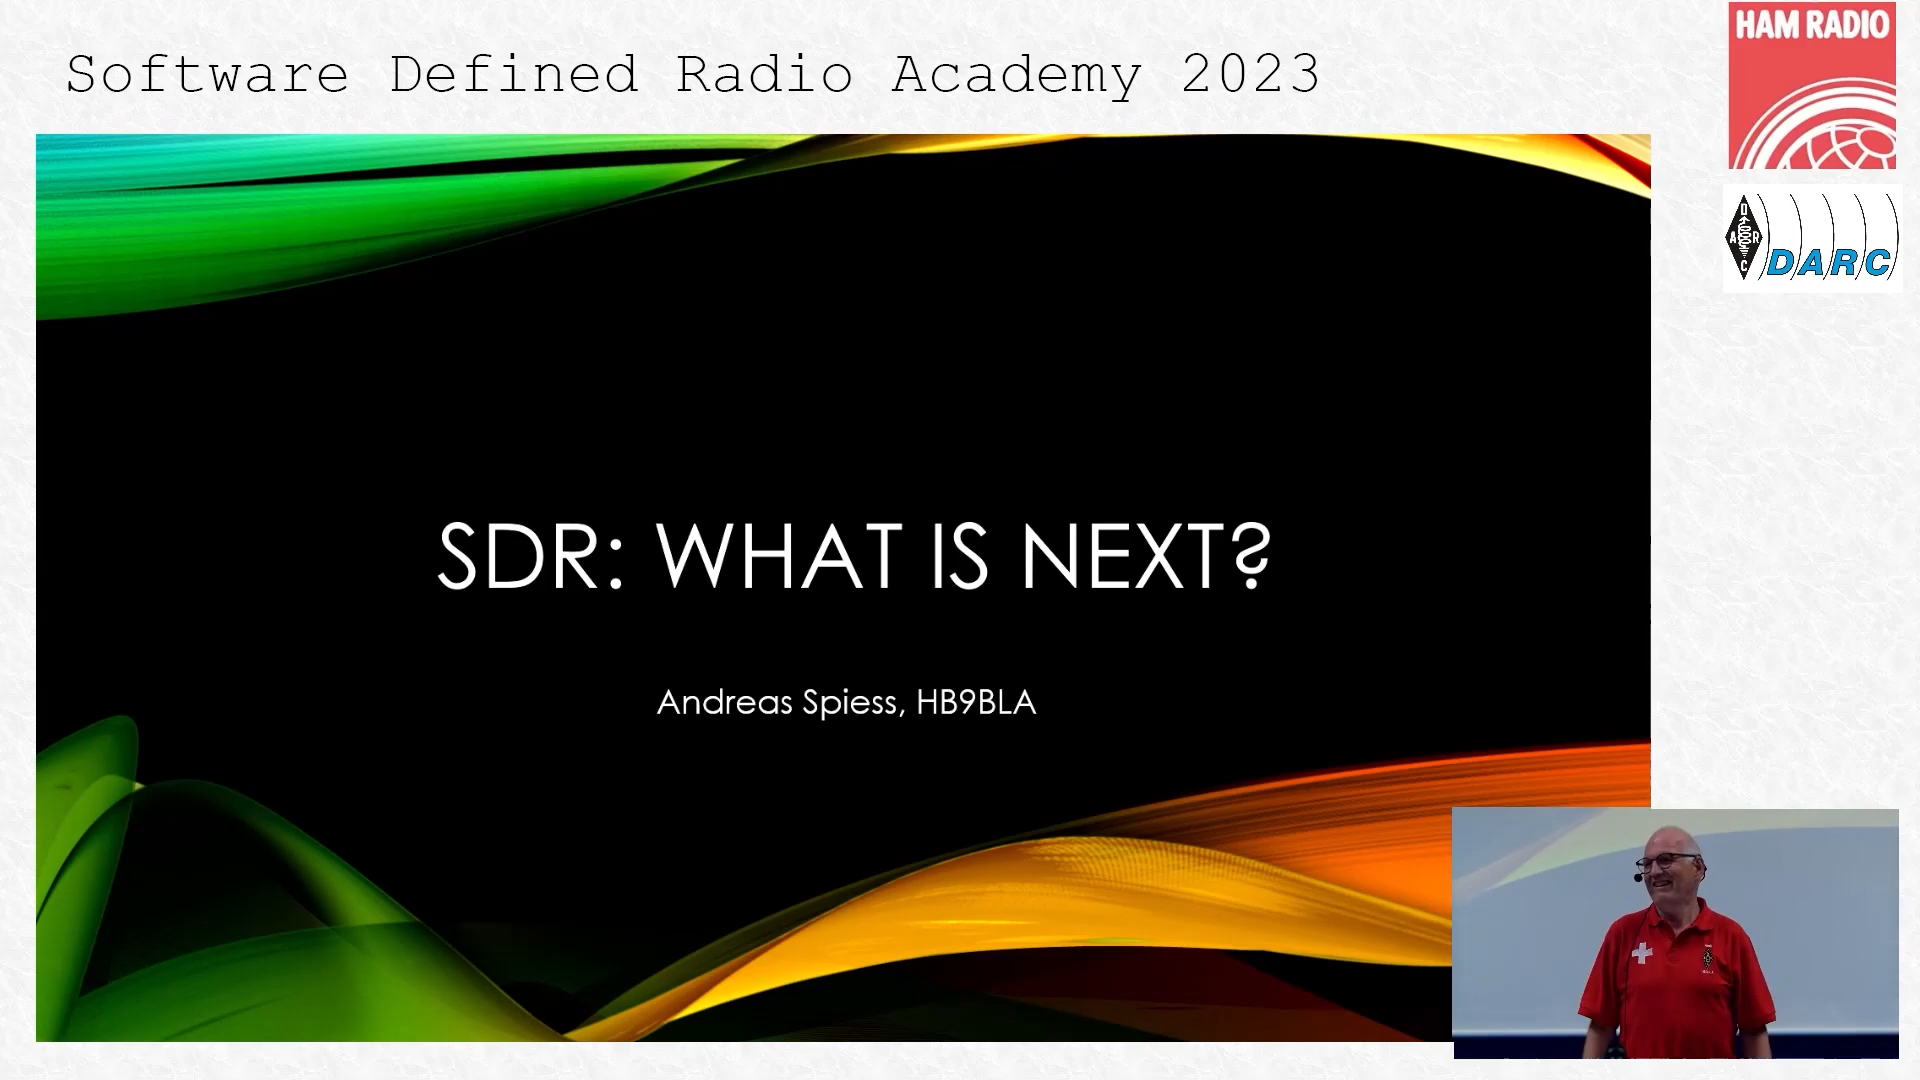 Software Defined Radio Academy 2023
HAM RADIO
D
A R
C
DARC
SDR: WHAT IS NEXT?
Andreas Spiess, HB9BLA